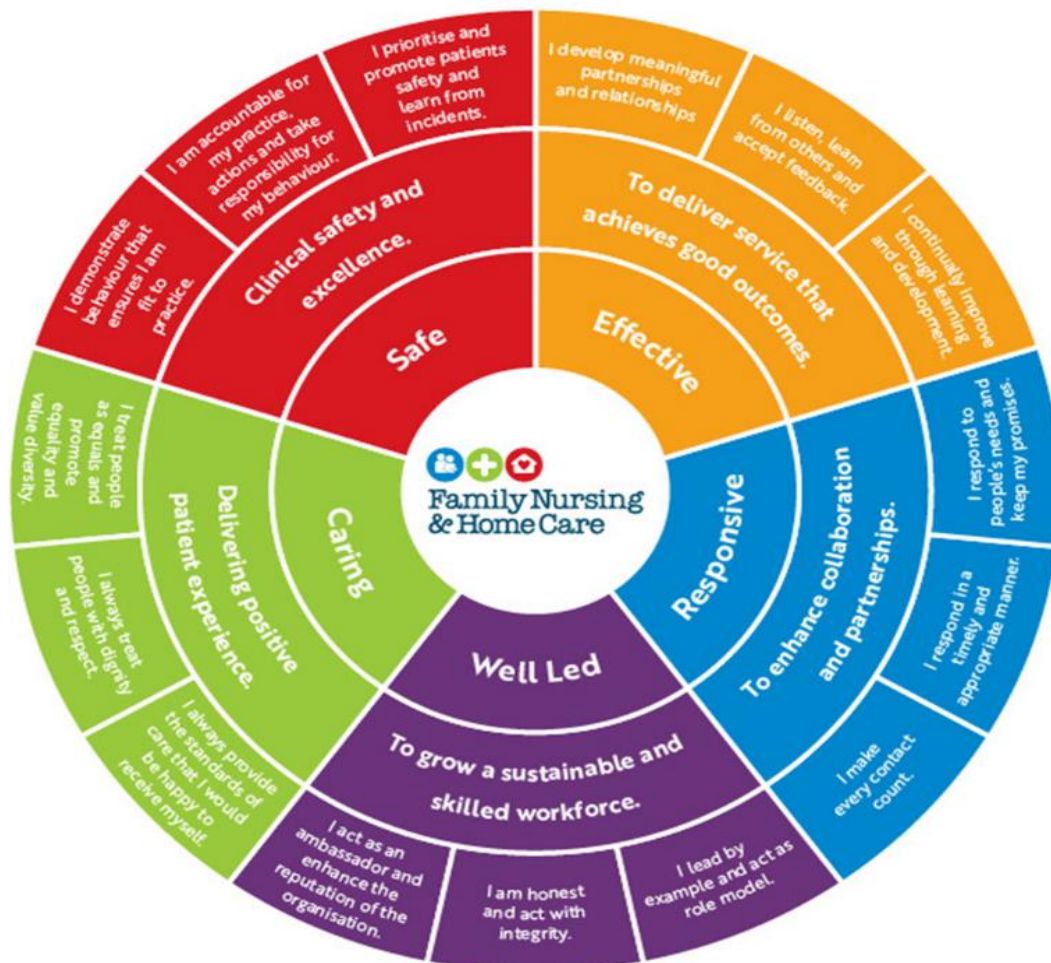 Family Nursing
& Home Care
Safe
Clinical safety and
excellence.
I demonstrate
behaviour that
ensures I am
fit to
practice.
I am accountable for
my practice,
actions and take
responsibility for
my behaviour.
I prioritise and
promote patients
safety and
learn from
incidents.
Effective
To deliver service that
achieves good outcomes.
I develop meaningful
partnerships
and relationships
I listen, learn
from others and
accept feedback.
I continually improve
through learning
and development.
Responsive
To enhance collaboration
and partnerships.
I respond to
people's needs and
keep my promises.
I respond in a
timely and
appropriate manner.
I make
every contact
count.
Well Led
To grow a sustainable and
skilled workforce.
I lead by
example and act as
role model.
I am honest
and act with
integrity.
I act as an
ambassador and
enhance the
reputation of the
organisation.
Caring
Delivering positive
patient experience.
I always provide
the standards of
care that I would
be happy to
receive myself.
I always treat
people with dignity
and respect.
I treat people
as equals and
promote
equality and
value diversity.